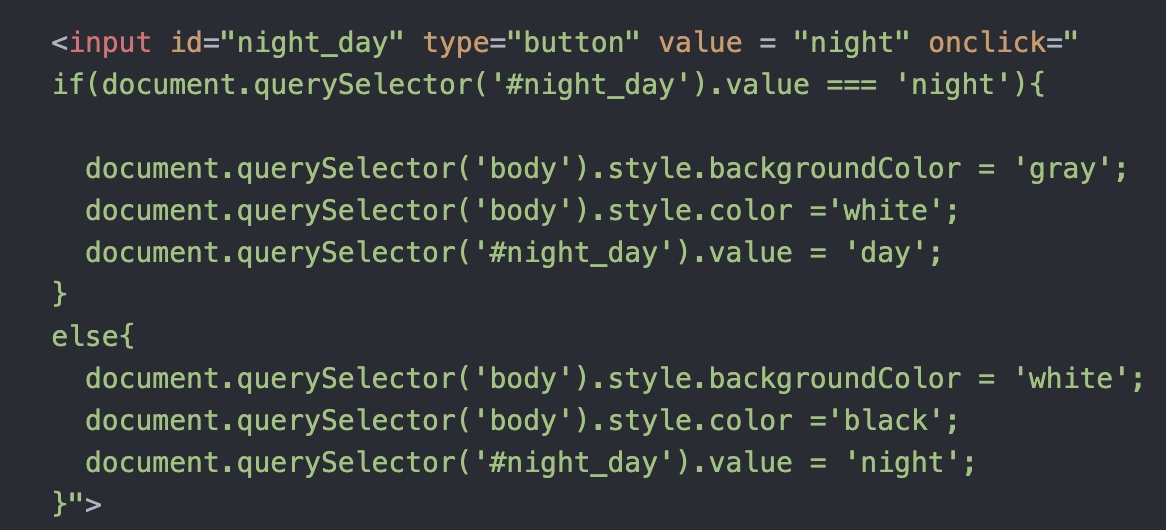 <input id="night_day" type="button" value = "night" onclick="
if(document.querySelector('#night_day').value === 'night'){
document.querySelector('body').style.backgroundColor = 'gray';
document.querySelector('body').style.color ='white';
document.querySelector('#night_day').value = 'day';
}
else{
document.querySelector('body').style.backgroundColor = 'white';
document.querySelector('body').style.color ='black';
document.querySelector('#night_day').value = 'night';
}">